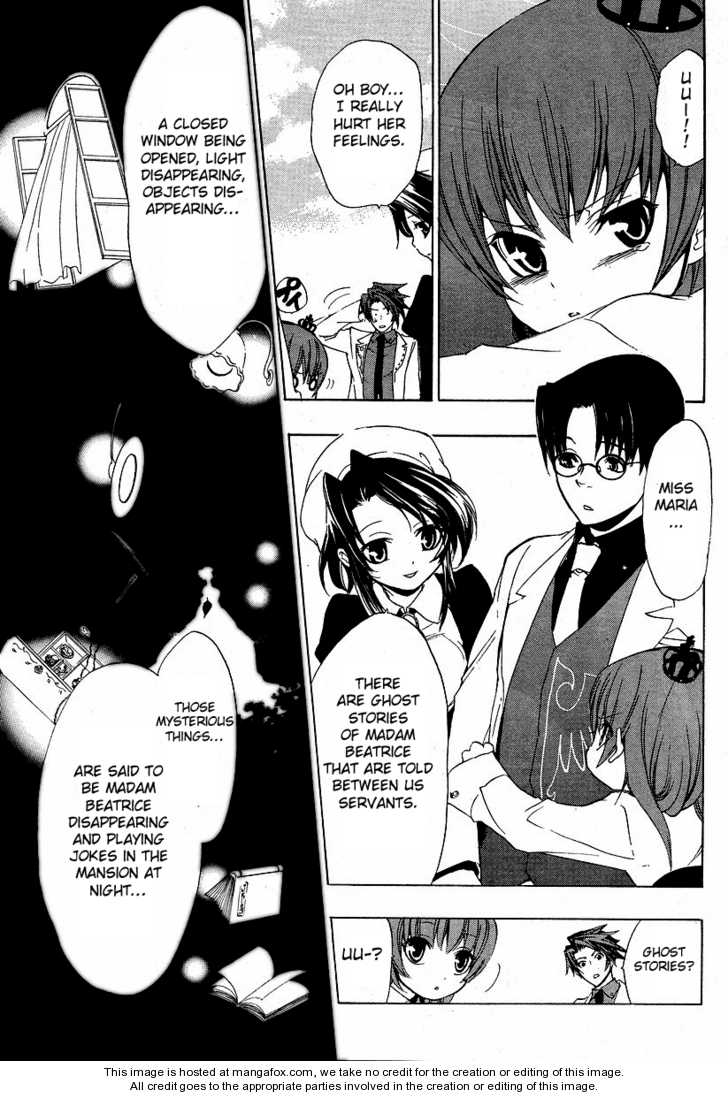 UUI!!
OH BOY...
I REALLY
HURT HER
FEELINGS.
MISS
MARIA
...
THERE
ARE GHOST
STORIES
OF MADAM
BEATRICE
THAT ARE TOLD
BETWEEN US
SERVANTS.
GHOST
STORIES?
UU-?
A CLOSED
WINDOW BEING
OPENED, LIGHT
DISAPPEARING,
OBJECTS DIS-
APPEARING...
THOSE
MYSTERIOUS
THINGS...
ARE SAID TO
BE MADAM
BEATRICE
DISAPPEARING
AND PLAYING
JOKES IN THE
MANSION AT
NIGHT...
This image is hosted at mangafox.com, we take no credit for the creation or editing of this image.
All credit goes to the appropriate parties involved in the creation or editing of this image.